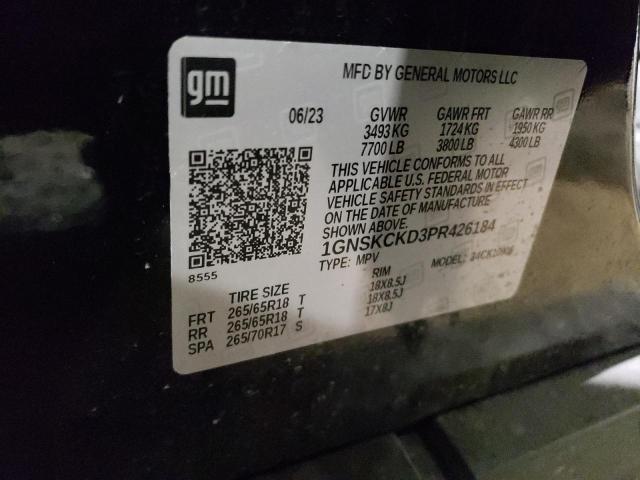 gm
MFD BY GENERAL MOTORS LLC
06/23 GVWR GAWR FRT GAWR RR
3493 KG 1724 KG 1950 KG
7700 LB 3800 LB 4300 LB
THIS VEHICLE CONFORMS TO ALL
APPLICABLE U.S. FEDERAL MOTOR
VEHICLE SAFETY STANDARDS IN EFFECT
ON THE DATE OF MANUFACTURE
SHOWN ABOVE.
1GNSKCKD3PR426184
TYPE: MPV MODEL:
8555
TIRE SIZE RIM
FRT 265/65R18 T 18X8.5J
RR 265/65R18 T 18X8.5J
SPA 265/70R17 S 17X8J